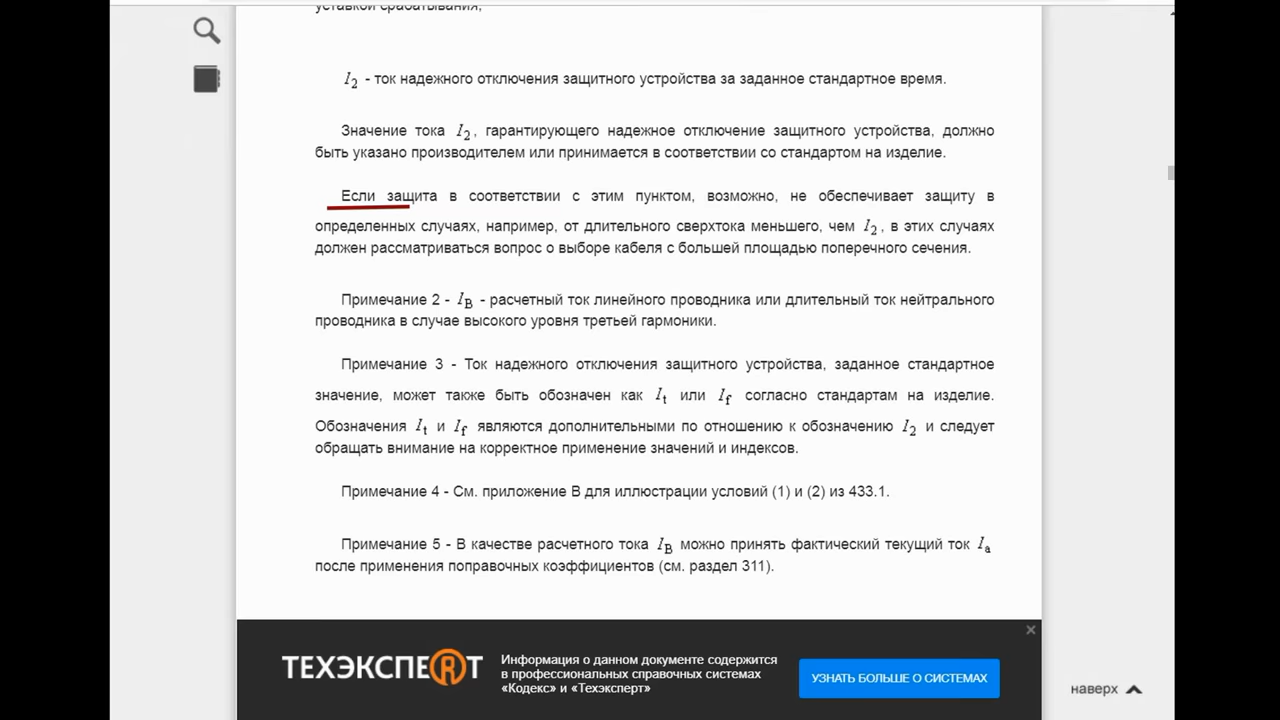 уставкой срабатывания;
I2 - ток надежного отключения защитного устройства за заданное стандартное время.
Значение тока I2, гарантирующего надежное отключение защитного устройства, должно
быть указано производителем или принимается в соответствии со стандартом на изделие.
Если защита в соответствии с этим пунктом, возможно, не обеспечивает защиту в
определенных случаях, например, от длительного сверхтока меньшего, чем I2, в этих случаях
должен рассматриваться вопрос о выборе кабеля с большей площадью поперечного сечения.
Примечание 2 - IB - расчетный ток линейного проводника или длительный ток нейтрального
проводника в случае высокого уровня третьей гармоники.
Примечание 3 - Ток надежного отключения защитного устройства, заданное стандартное
значение, может также быть обозначен как It или If согласно стандартам на изделие.
Обозначения It и If являются дополнительными по отношению к обозначению I2 и следует
обращать внимание на корректное применение значений и индексов.
Примечание 4 - См. приложение В для иллюстрации условий (1) и (2) из 433.1.
Примечание 5 - В качестве расчетного тока IB можно принять фактический текущий ток Ia
после применения поправочных коэффициентов (см. раздел 311).
ТЕХЭКСПЕRТ
Информация о данном документе содержится
в профессиональных справочных системах
«Кодекс» и «Техэксперт»
УЗНАТЬ БОЛЬШЕ О СИСТЕМАХ
наверх